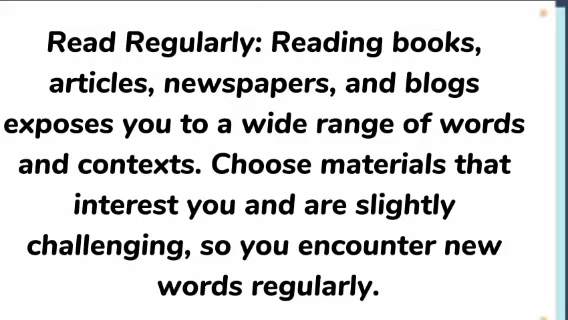 Read Regularly: Reading books,
articles, newspapers, and blogs
exposes you to a wide range of words
and contexts. Choose materials that
interest you and are slightly
challenging, so you encounter new
words regularly.